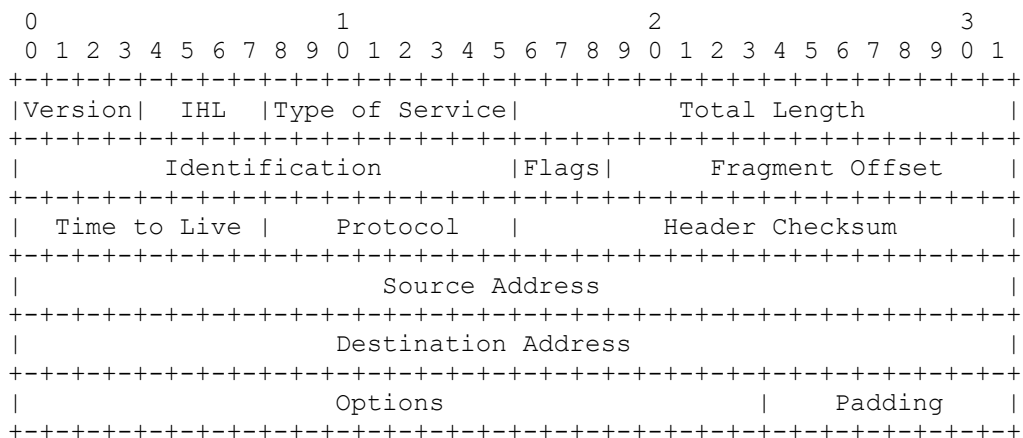 0                   1                   2                   3
 0 1 2 3 4 5 6 7 8 9 0 1 2 3 4 5 6 7 8 9 0 1 2 3 4 5 6 7 8 9 0 1
+-+-+-+-+-+-+-+-+-+-+-+-+-+-+-+-+-+-+-+-+-+-+-+-+-+-+-+-+-+-+-+-+
|Version|  IHL  |Type of Service|          Total Length         |
+-+-+-+-+-+-+-+-+-+-+-+-+-+-+-+-+-+-+-+-+-+-+-+-+-+-+-+-+-+-+-+-+
|         Identification        |Flags|      Fragment Offset    |
+-+-+-+-+-+-+-+-+-+-+-+-+-+-+-+-+-+-+-+-+-+-+-+-+-+-+-+-+-+-+-+-+
|  Time to Live |    Protocol   |         Header Checksum       |
+-+-+-+-+-+-+-+-+-+-+-+-+-+-+-+-+-+-+-+-+-+-+-+-+-+-+-+-+-+-+-+-+
|                       Source Address                          |
+-+-+-+-+-+-+-+-+-+-+-+-+-+-+-+-+-+-+-+-+-+-+-+-+-+-+-+-+-+-+-+-+
|                    Destination Address                        |
+-+-+-+-+-+-+-+-+-+-+-+-+-+-+-+-+-+-+-+-+-+-+-+-+-+-+-+-+-+-+-+-+
|                    Options                    |    Padding    |
+-+-+-+-+-+-+-+-+-+-+-+-+-+-+-+-+-+-+-+-+-+-+-+-+-+-+-+-+-+-+-+-+